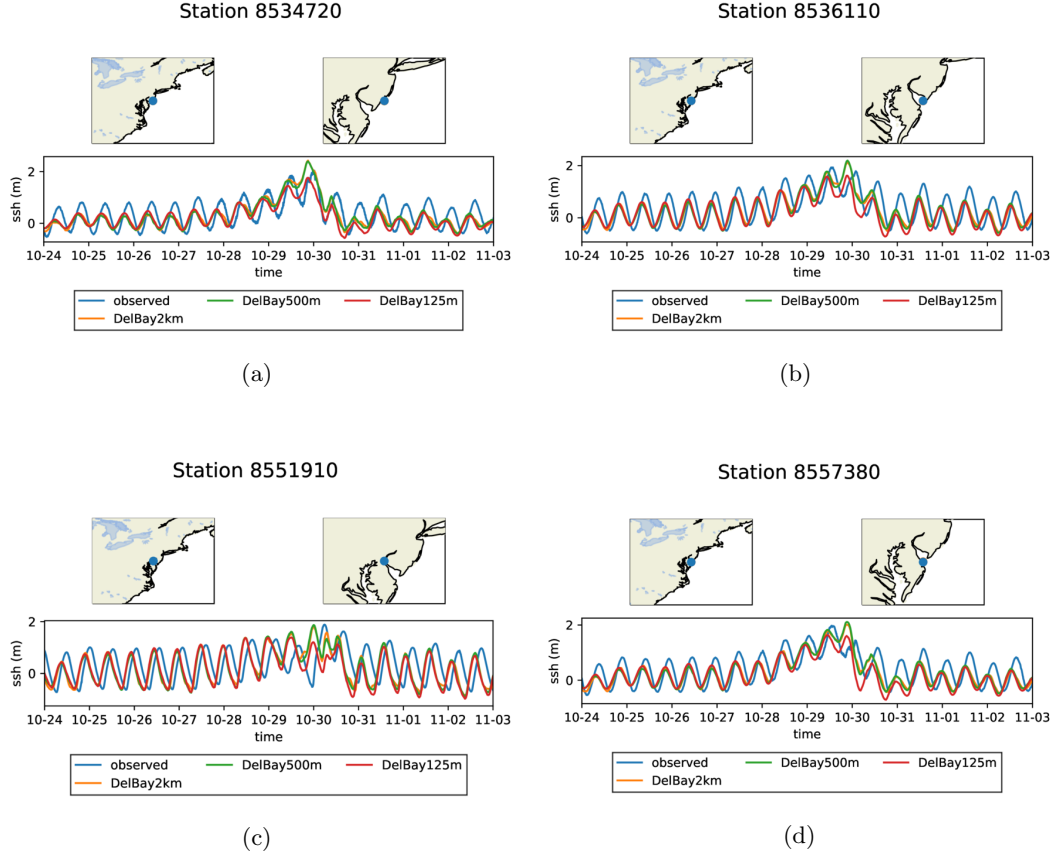 Station 8534720
ssh (m)
2
0
10-24 10-25 10-26 10-27 10-28 10-29 10-30 10-31 11-01 11-02 11-03
time
observed DelBay500m DelBay125m
DelBay2km
(a)
Station 8536110
ssh (m)
2
0
10-24 10-25 10-26 10-27 10-28 10-29 10-30 10-31 11-01 11-02 11-03
time
observed DelBay500m DelBay125m
DelBay2km
(b)
Station 8551910
ssh (m)
2
0
10-24 10-25 10-26 10-27 10-28 10-29 10-30 10-31 11-01 11-02 11-03
time
observed DelBay500m DelBay125m
DelBay2km
(c)
Station 8557380
ssh (m)
2
0
10-24 10-25 10-26 10-27 10-28 10-29 10-30 10-31 11-01 11-02 11-03
time
observed DelBay500m DelBay125m
DelBay2km
(d)